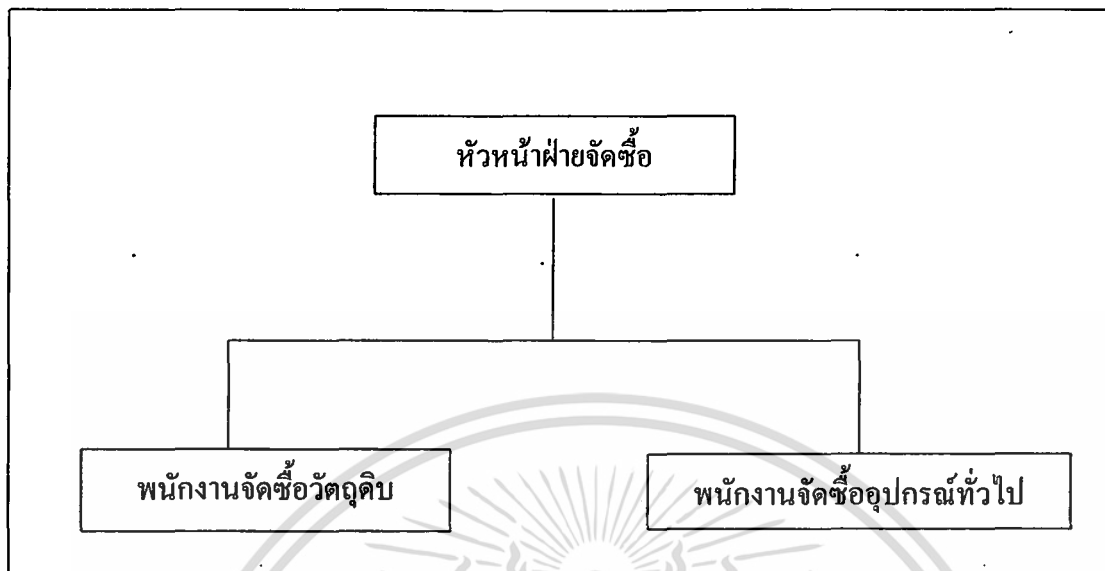 หัวหน้าฝ่ายจัดซื้อ
พนักงานจัดซื้อวัตถุดิบ
พนักงานจัดซื้ออุปกรณ์ทั่วไป